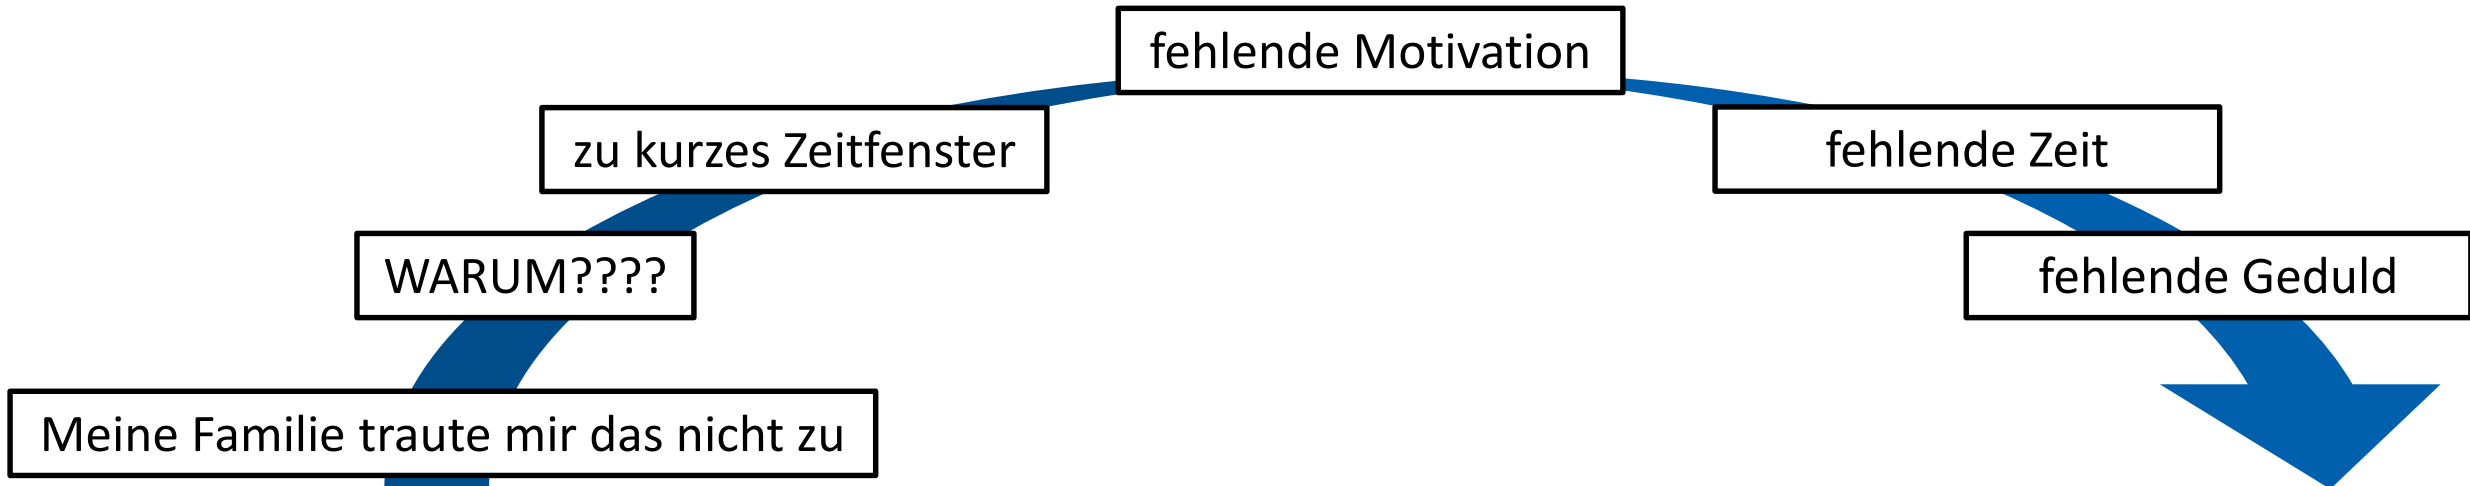 fehlende Motivation
zu kurzes Zeitfenster
fehlende Zeit
WARUM????
fehlende Geduld
Meine Familie traute mir das nicht zu